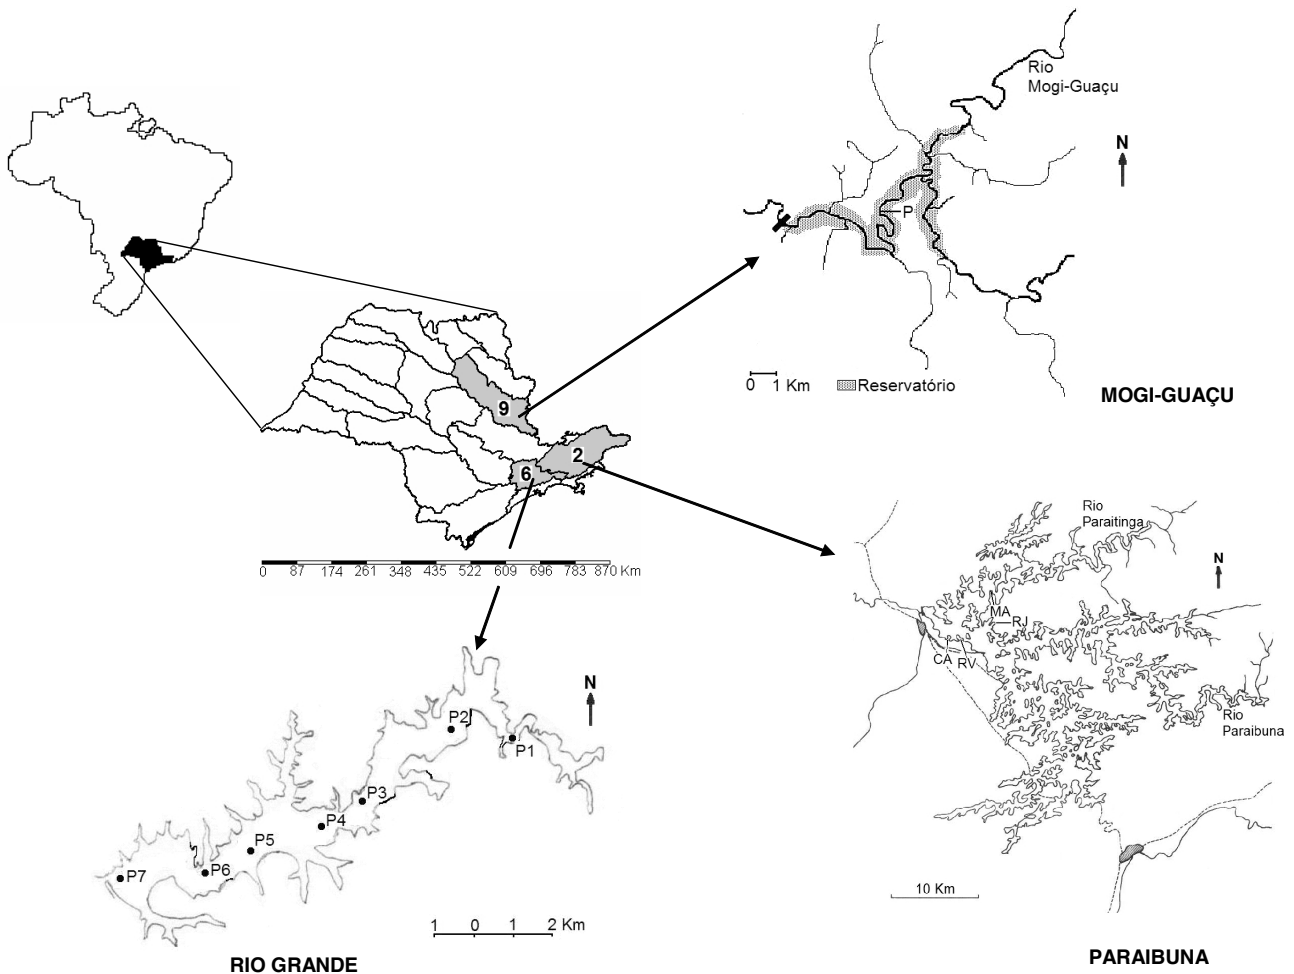 Rio
Mogi-Guaçu
N
P
0 1 Km
Reservatório
MOGI-GUAÇU
9
2
6
0 87 174 261 348 435 522 609 696 783 870 Km
Rio
Paraitinga
N
MA
RJ
CA RV
Rio
Paraibuna
10 Km
PARAIBUNA
N
P2
P1
P3
P4
P5
P6
P7
1 0 1 2 Km
RIO GRANDE